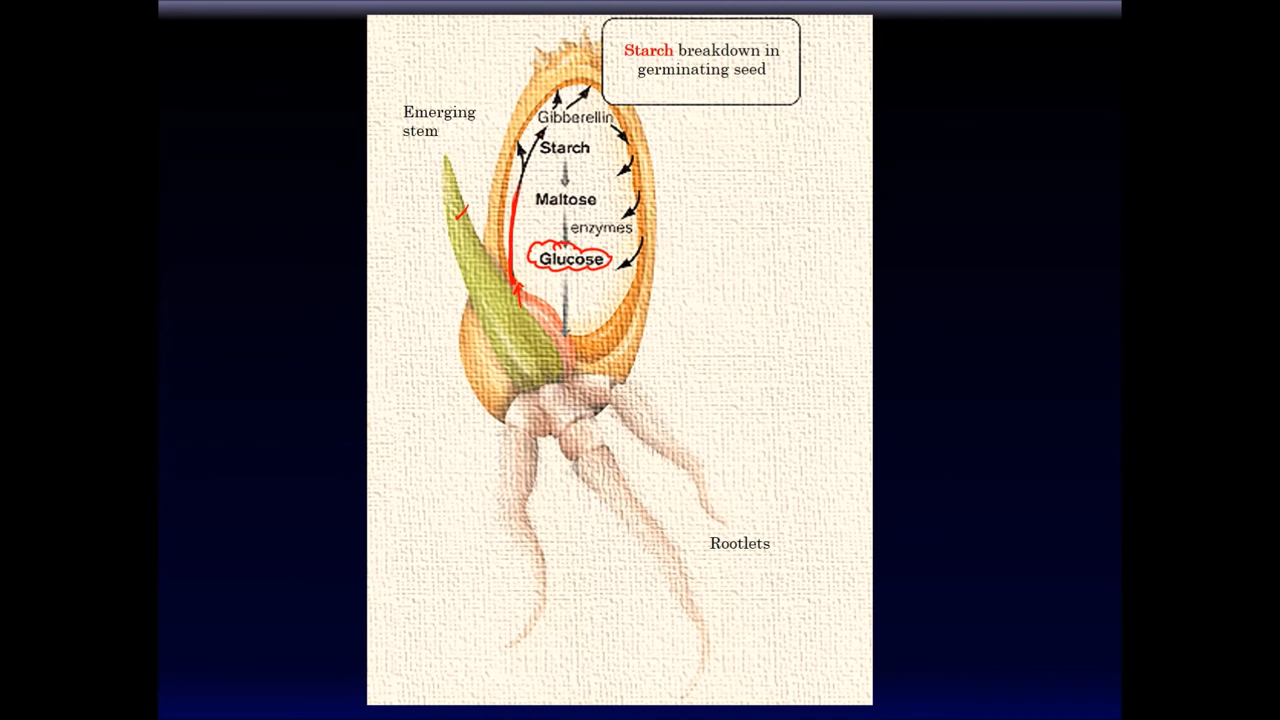 Starch breakdown in
germinating seed
Emerging
stem
Gibberellin
Starch
Maltose
enzymes
Glucose
Rootlets